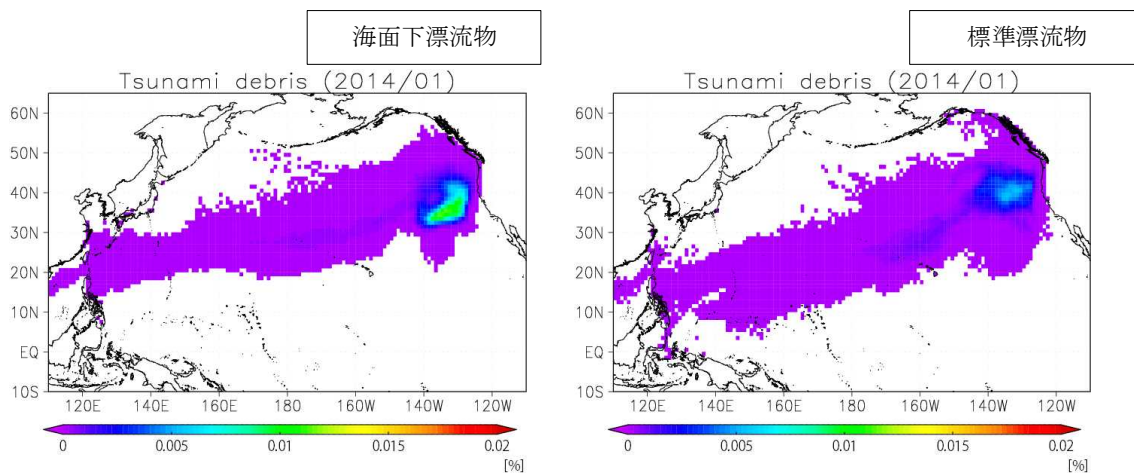 海面下漂流物
標準漂流物
Tsunami debris (2014/01)
60N
50N
40N
30N
20N
10N
EQ
10S
120E 140E 160E 180 160W 140W 120W
0 0.005 0.01 0.015 0.02
[%]
Tsunami debris (2014/01)
60N
50N
40N
30N
20N
10N
EQ
10S
120E 140E 160E 180 160W 140W 120W
0 0.005 0.01 0.015 0.02
[%]